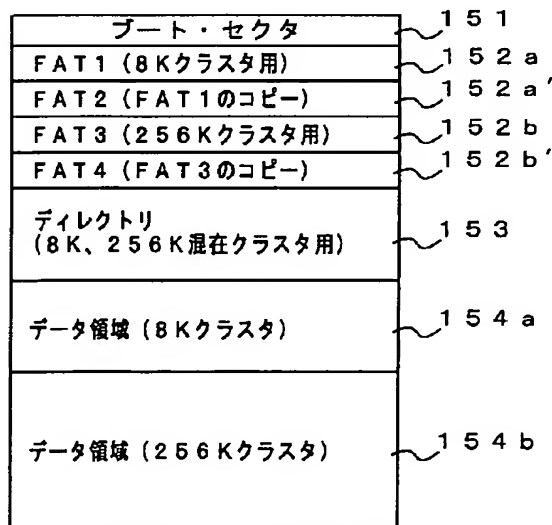 ブート・セクタ 151
FAT1(8Kクラスタ用) 152a
FAT2(FAT1のコピー) 152a'
FAT3(256Kクラスタ用) 152b
FAT4(FAT3のコピー) 152b'
ディレクトリ
(8K、256K混在クラスタ用) 153
データ領域(8Kクラスタ) 154a
データ領域(256Kクラスタ) 154b